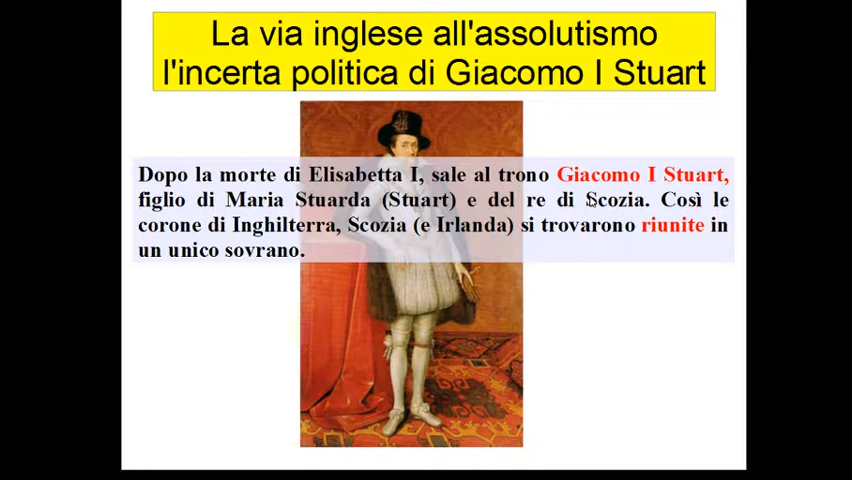 La via inglese all'assolutismo
l'incerta politica di Giacomo I Stuart
Dopo la morte di Elisabetta I, sale al trono Giacomo I Stuart,
figlio di Maria Stuarda (Stuart) e del re di Scozia. Così le
corone di Inghilterra, Scozia (e Irlanda) si trovarono riunite in
un unico sovrano.